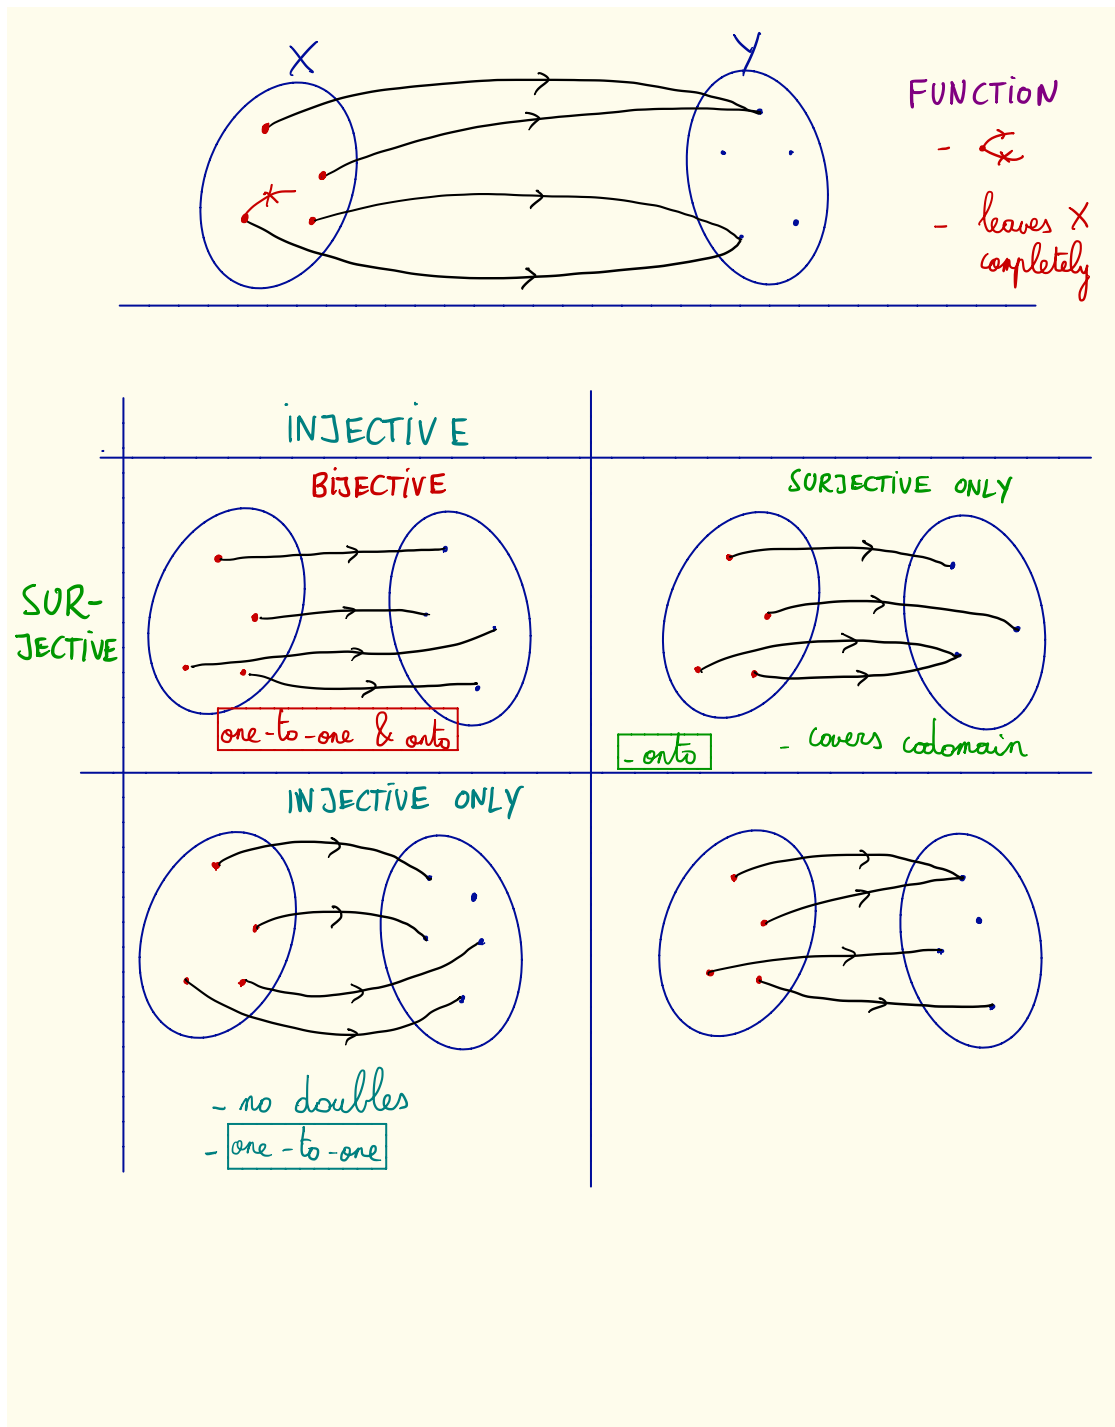 X
Y
FUNCTION
-
- leaves X
completely
INJECTIVE
BIJECTIVE
SURJECTIVE ONLY
SUR-
JECTIVE
one-to-one & onto
- onto
- covers codomain
INJECTIVE ONLY
- no doubles
- one-to-one